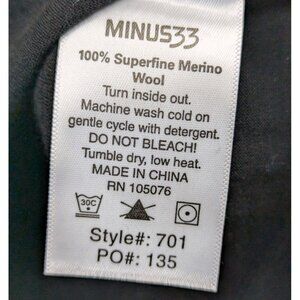 MINUS33
100% Superfine Merino
Wool
Turn inside out.
Machine wash cold on
gentle cycle with detergent.
DO NOT BLEACH!
Tumble dry, low heat.
MADE IN CHINA
RN 105076
30C
Style#: 701
PO#: 135